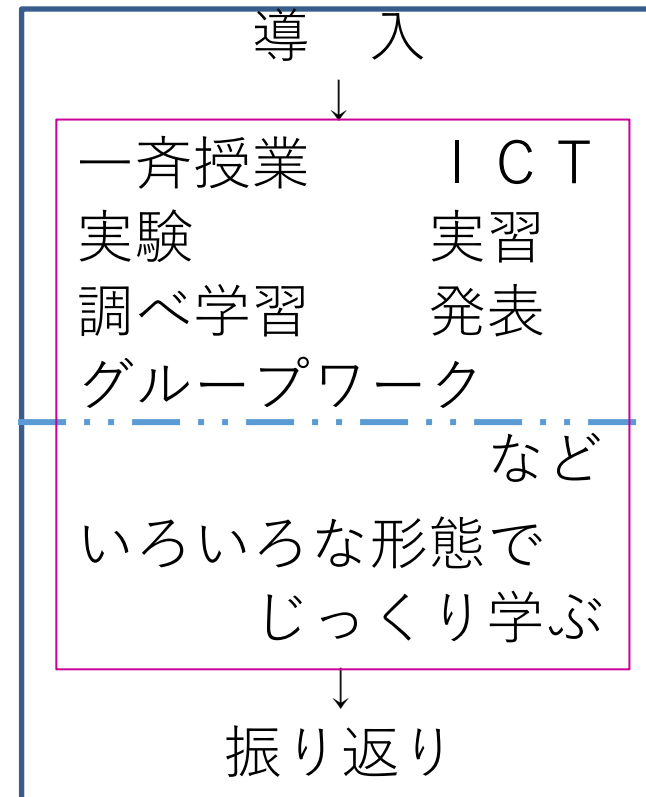 導　入
↓
一斉授業　　ＩＣＴ
実験　　　　実習
調べ学習　　発表
グループワーク
など
いろいろな形態で
じっくり学ぶ
↓
振り返り